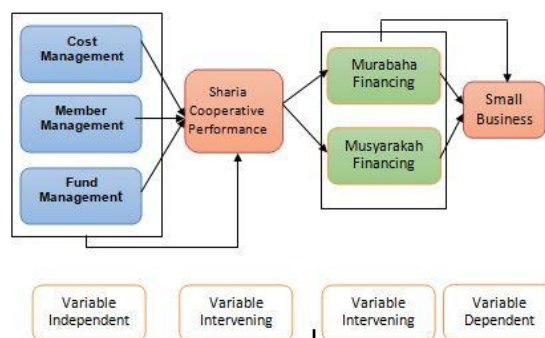 Cost
Management
Member
Management
Fund
Management
Sharia
Cooperative
Performance
Murabaha
Financing
Musyarakah
Financing
Small
Business
Variable
Independent
Variable
Intervening
Variable
Intervening
Variable
Dependent